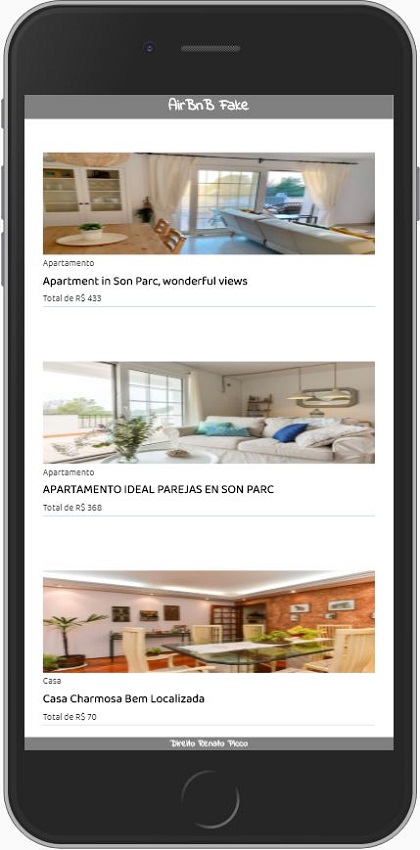 AirBnB Fake
Apartamento
Apartment in Son Parc, wonderful views
Total de R$ 433
Apartamento
APARTAMENTO IDEAL PAREJAS EN SON PARC
Total de R$ 368
Casa
Casa Charmosa Bem Localizada
Total de R$ 70
Direito Renato Picco